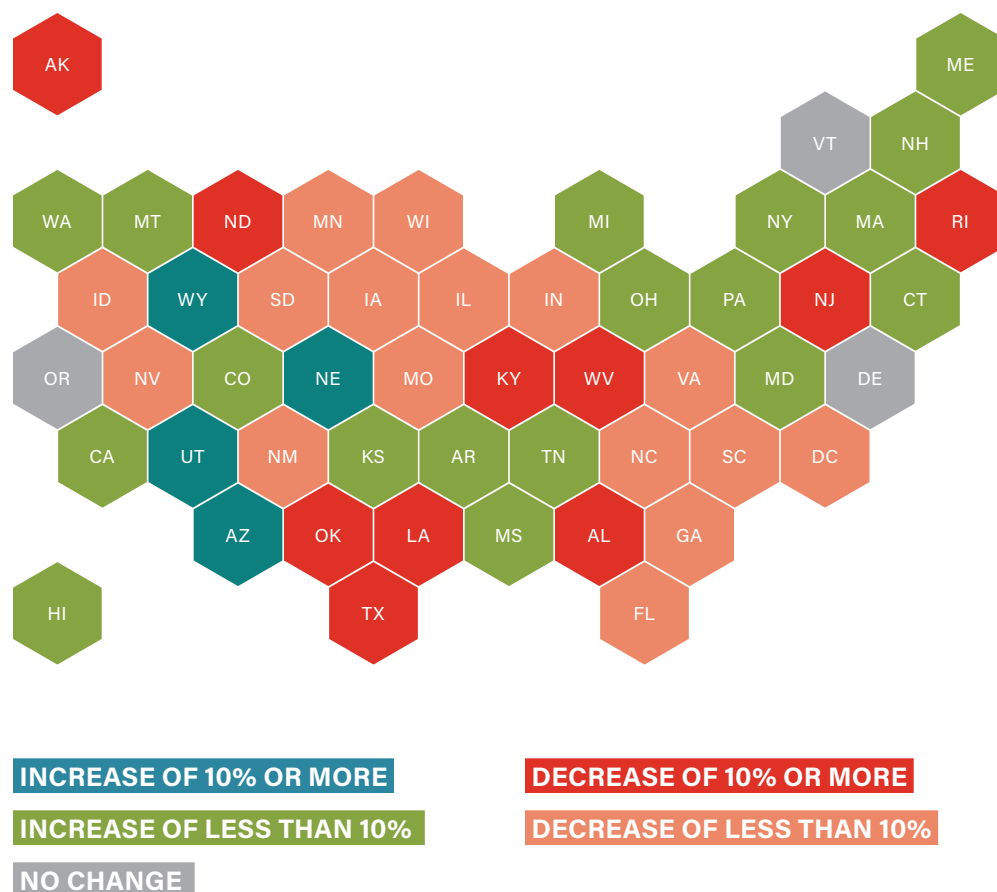 AK
ME
VT NH
WA MT ND MN WI MI NY MA RI
ID WY SD IA IL IN OH PA NJ CT
OR NV CO NE MO KY WV VA MD DE
CA UT NM KS AR TN NC SC DC
AZ OK LA MS AL GA
HI TX FL
INCREASE OF 10% OR MORE
DECREASE OF 10% OR MORE
INCREASE OF LESS THAN 10%
DECREASE OF LESS THAN 10%
NO CHANGE